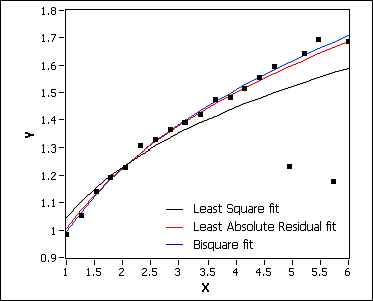 1.8
1.7
1.6
1.5
1.4
1.3
1.2
1.1
1
0.9
Y
Least Square fit
Least Absolute Residual fit
Bisquare fit
1 1.5 2 2.5 3 3.5 4 4.5 5 5.5 6
X